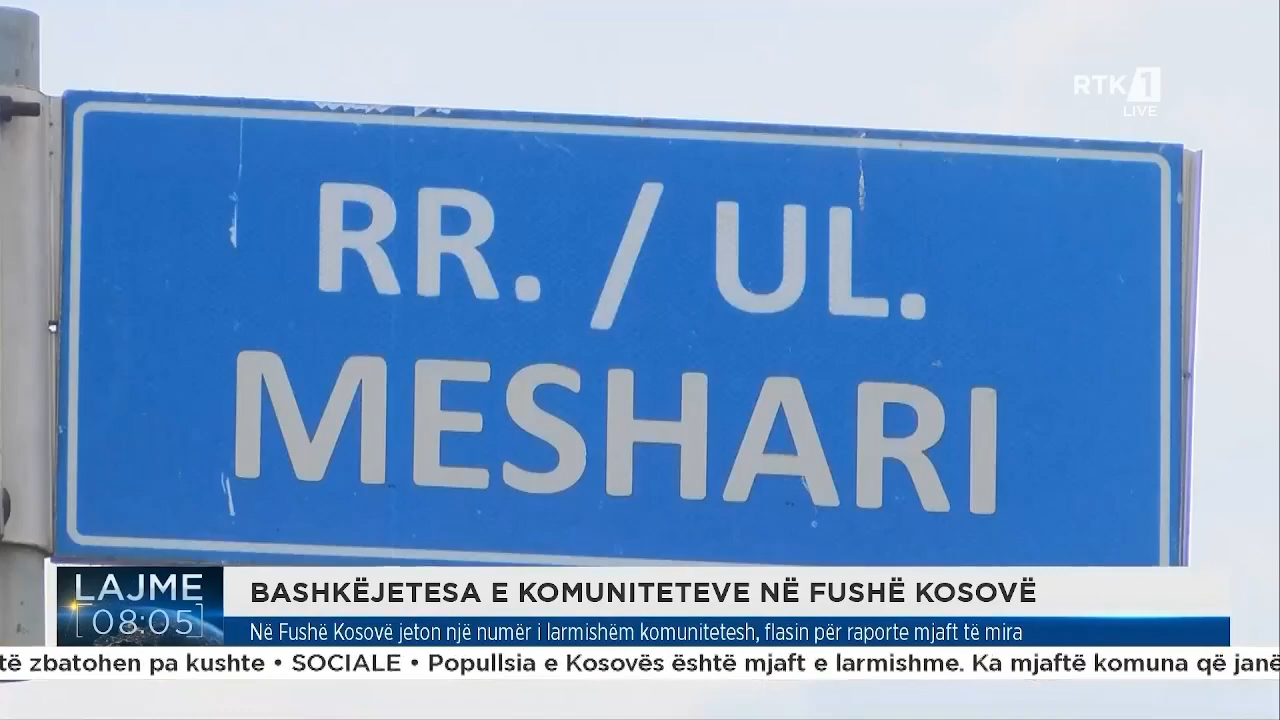 RTK 1
LIVE
RR. / UL.
MESHARI
LAJME
08:05
BASHKËJETESA E KOMUNITETEVE NË FUSHË KOSOVË
Në Fushë Kosovë jeton një numër i larmishëm komunitetesh, flasin për raporte mjaft të mira
të zbatohen pa kushte • SOCIALE • Popullsia e Kosovës është mjaft e larmishme. Ka mjaftë komuna që janë